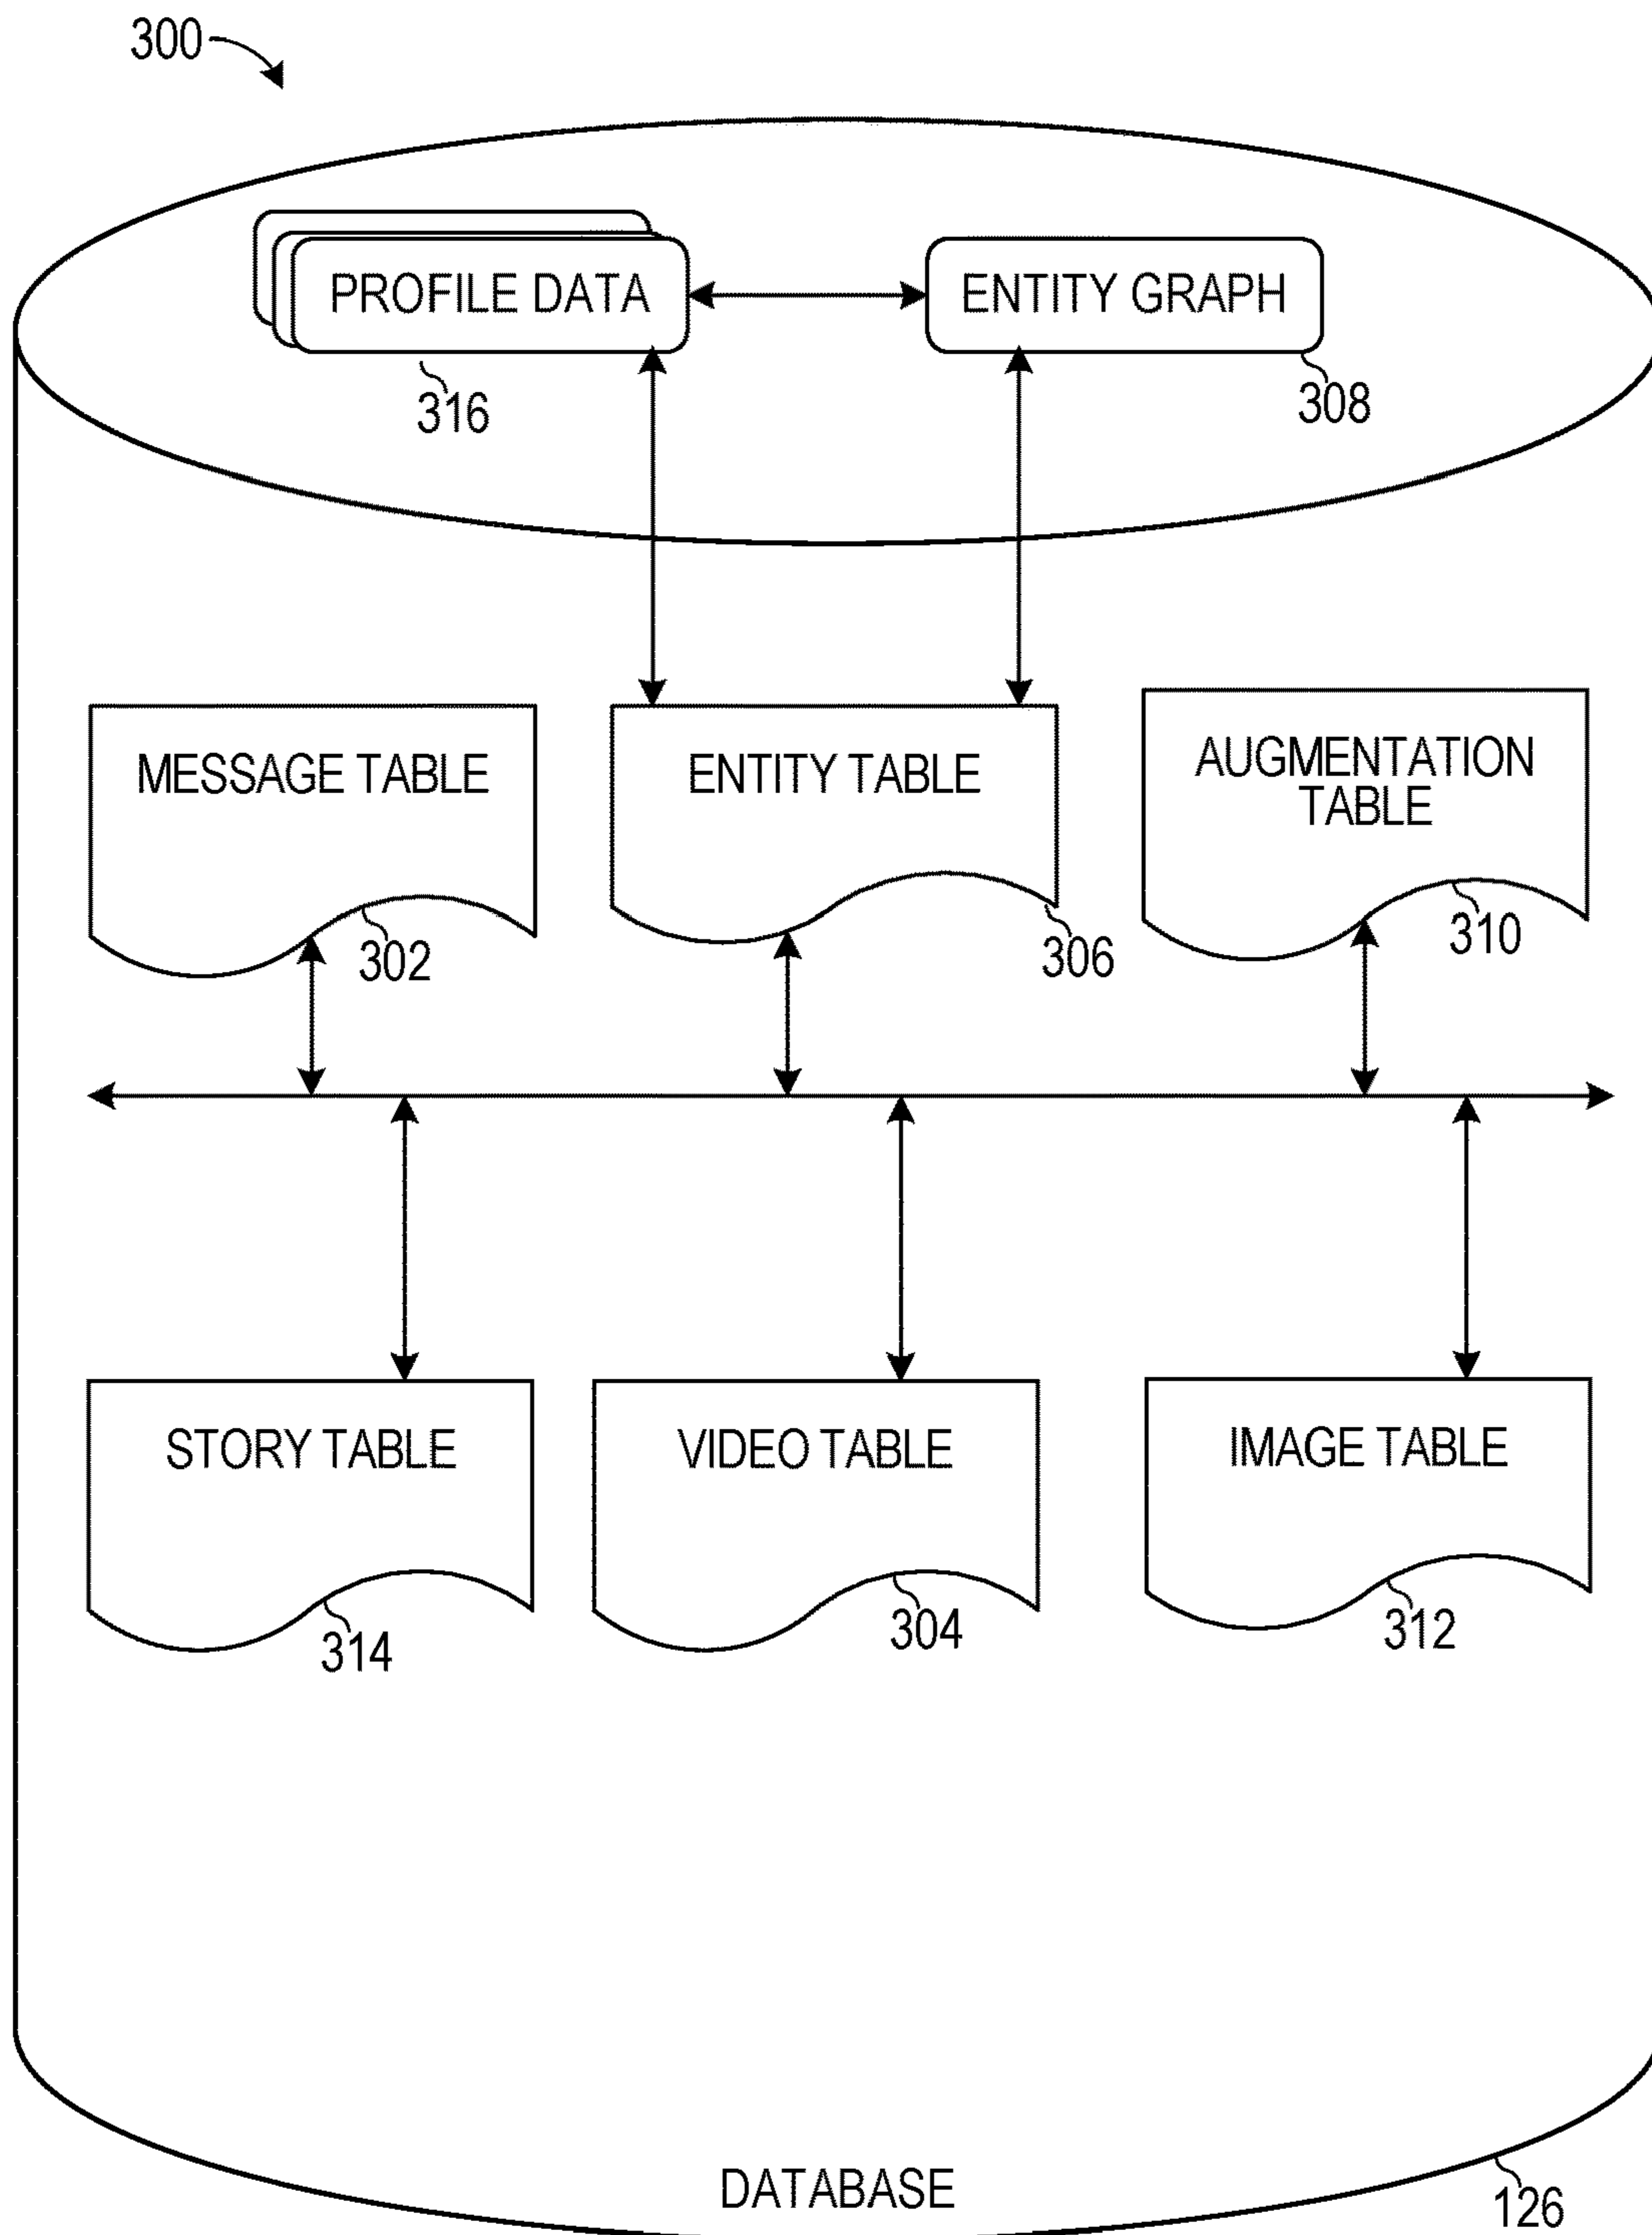 300
PROFILE DATA
ENTITY GRAPH
316
308
MESSAGE TABLE
ENTITY TABLE
AUGMENTATION
TABLE
302
306
310
STORY TABLE
VIDEO TABLE
IMAGE TABLE
314
304
312
DATABASE
126